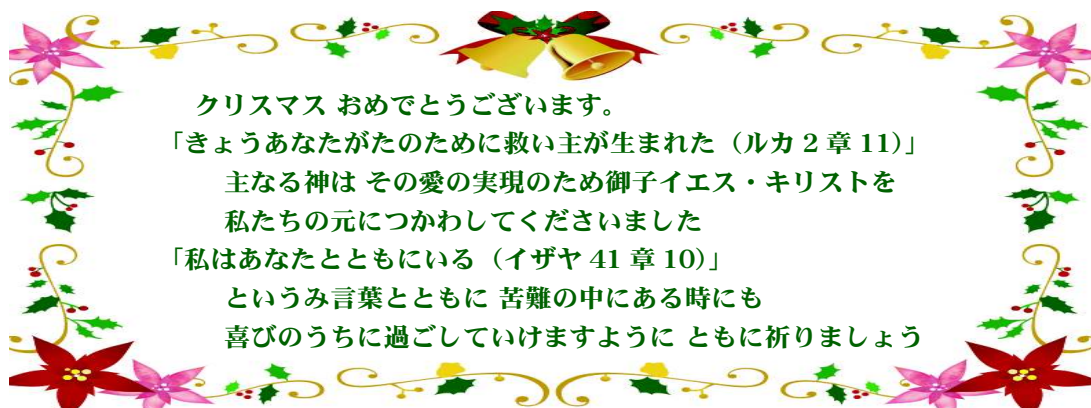 クリスマス おめでとうございます。
「きょうあなたがたのために救い主が生まれた（ルカ 2 章 11）」
主なる神は その愛の実現のため御子イエス・キリストを
私たちの元につかわしてくださいました
「私はあなたとともにいる（イザヤ 41 章 10）」
というみ言葉とともに 苦難の中にある時にも
喜びのうちに過ごしていけますように ともに祈りましょう